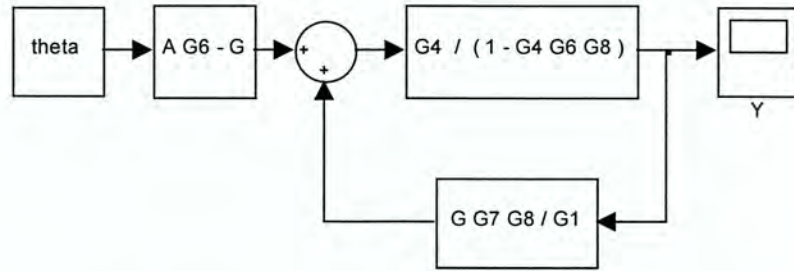 theta
A G6 - G
+
+
G4 / ( 1 - G4 G6 G8 )
Y
G G7 G8 / G1